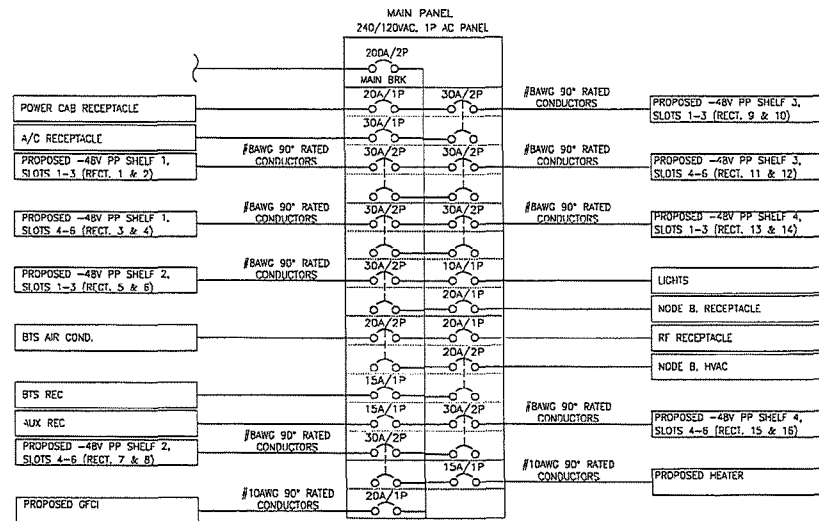 MAIN PANEL
240/120VAC, 1P AC PANEL
200A/2P
MAIN BRK
POWER CAB RECEPTACLE
20A/1P
30A/2P
#8AWG 90° RATED
CONDUCTORS
PROPOSED -48V PP SHELF 3,
SLOTS 1-3 (RECT. 9 & 10)
A/C RECEPTACLE
30A/1P
PROPOSED -48V PP SHELF 1,
SLOTS 1-3 (RECT. 1 & 2)
#8AWG 90° RATED
CONDUCTORS
30A/2P
30A/2P
#8AWG 90° RATED
CONDUCTORS
PROPOSED -48V PP SHELF 3,
SLOTS 4-6 (RECT. 11 & 12)
PROPOSED -48V PP SHELF 1,
SLOTS 4-6 (RECT. 3 & 4)
#8AWG 90° RATED
CONDUCTORS
30A/2P
30A/2P
#8AWG 90° RATED
CONDUCTORS
PROPOSED -48V PP SHELF 4,
SLOTS 1-3 (RECT. 13 & 14)
PROPOSED -48V PP SHELF 2,
SLOTS 1-3 (RECT. 5 & 6)
#8AWG 90° RATED
CONDUCTORS
30A/2P
10A/1P
LIGHTS
20A/1P
NODE B. RECEPTACLE
BTS AIR COND.
20A/2P
20A/1P
RF RECEPTACLE
20A/2P
NODE B. HVAC
BTS REC
15A/1P
AUX REC
15A/1P
30A/2P
#8AWG 90° RATED
CONDUCTORS
PROPOSED -48V PP SHELF 4,
SLOTS 4-6 (RECT. 15 & 16)
PROPOSED -48V PP SHELF 2,
SLOTS 4-6 (RECT. 7 & 8)
#8AWG 90° RATED
CONDUCTORS
30A/2P
15A/1P
#10AWG 90° RATED
CONDUCTORS
PROPOSED HEATER
PROPOSED GFCI
#10AWG 90° RATED
CONDUCTORS
20A/1P